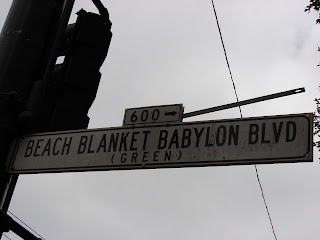 600 →
BEACH BLANKET BABYLON BLVD
(GREEN)